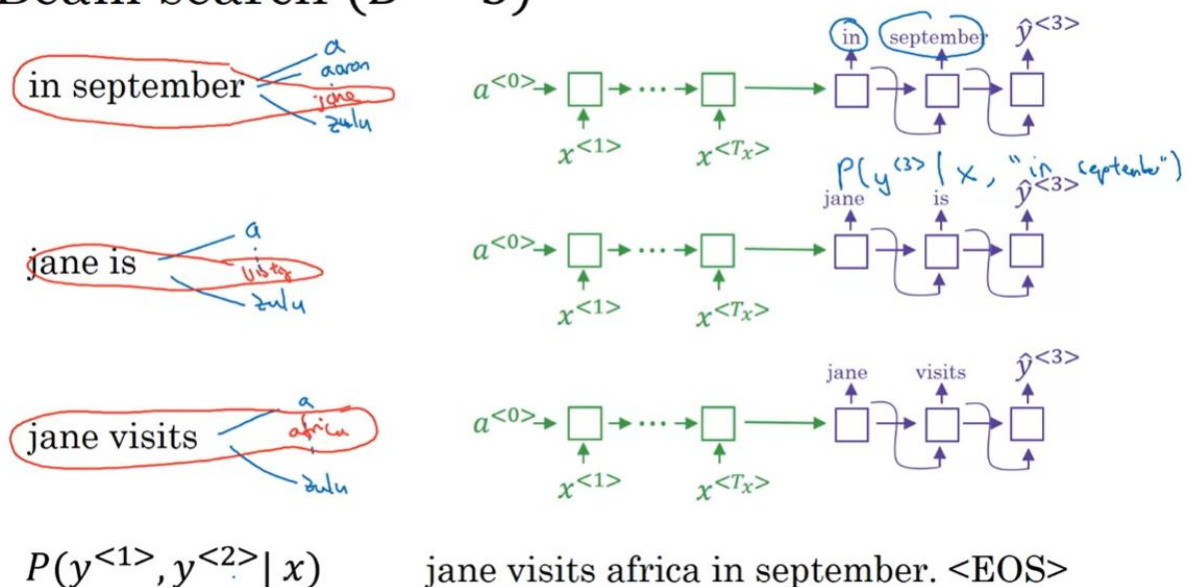 Beam search (B = 3)
in september a aaron jane zulu
a<0> x<1> ... x<Tx> in september ŷ<3>
P(y<3> | x, "in september")
jane is a visiting zulu
a<0> x<1> ... x<Tx> jane is ŷ<3>
jane visits a africa zulu
a<0> x<1> ... x<Tx> jane visits ŷ<3>
P(y<1>, y<2>| x) jane visits africa in september. <EOS>